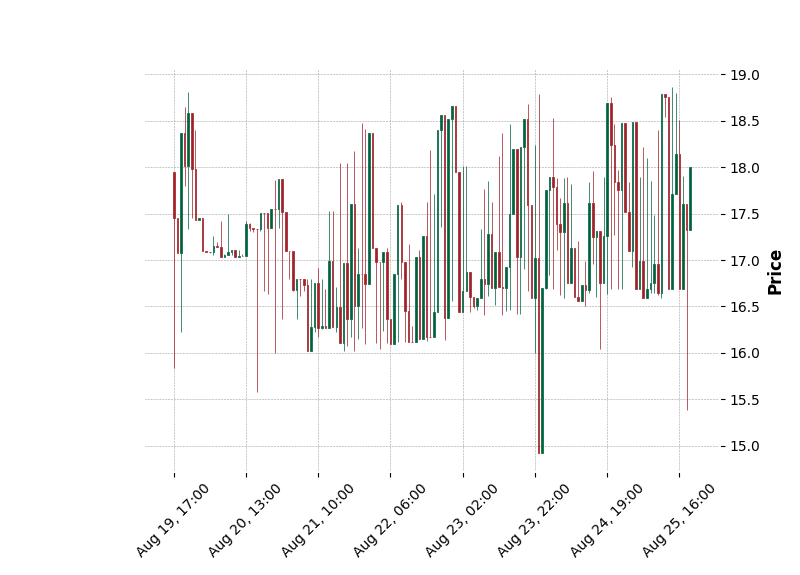 19.0
18.5
18.0
17.5
17.0
16.5
16.0
15.5
15.0
Price
Aug 19, 17:00
Aug 20, 13:00
Aug 21, 10:00
Aug 22, 06:00
Aug 23, 02:00
Aug 23, 22:00
Aug 24, 19:00
Aug 25, 16:00